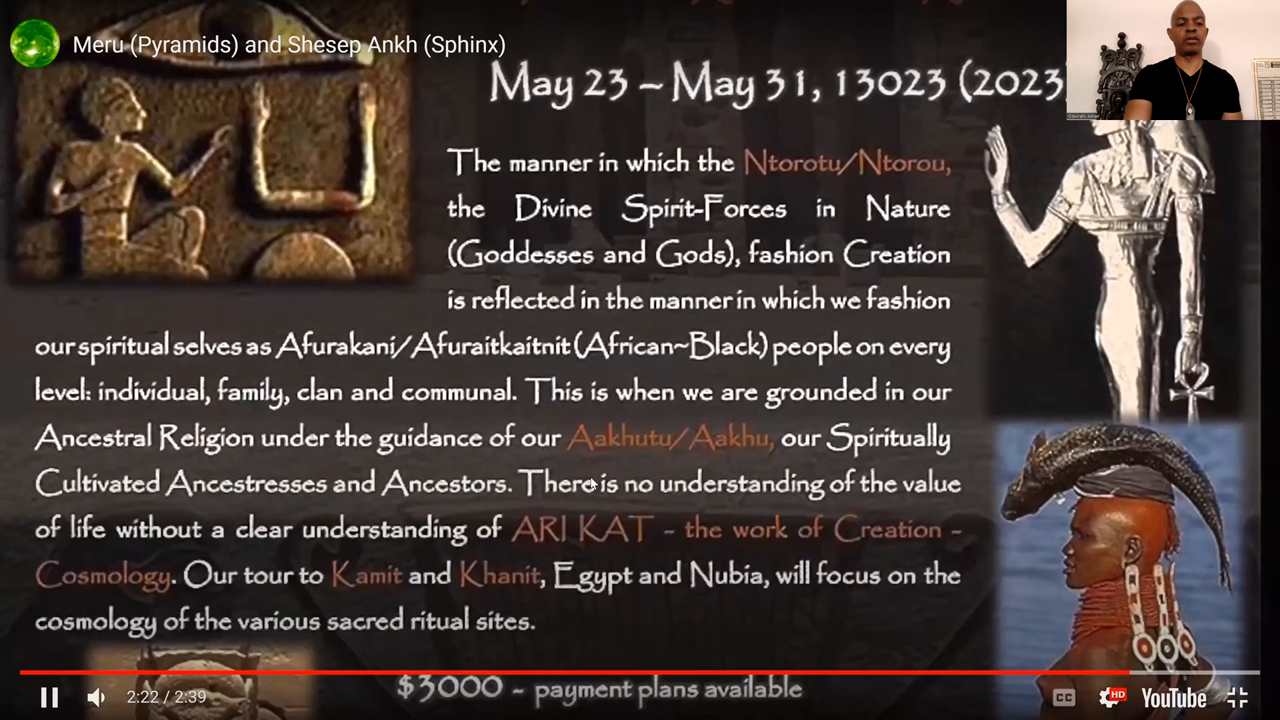 Meru (Pyramids) and Shesep Ankh (Sphinx)
May 23 – May 31, 13023 (2023
The manner in which the Ntorotu/Ntorou,
the Divine Spirit-Forces in Nature
(Goddesses and Gods), fashion Creation
is reflected in the manner in which we fashion
our spiritual selves as Afurakani/Afuraitkaitnit (African~Black) people on every
level: individual, family, clan and communal. This is when we are grounded in our
Ancestral Religion under the guidance of our Aakhutu/Aakhu, our Spiritually
Cultivated Ancestresses and Ancestors. There is no understanding of the value
of life without a clear understanding of ARI KAT - the work of Creation -
Cosmology. Our tour to Kamit and Khanit, Egypt and Nubia, will focus on the
cosmology of the various sacred ritual sites.
$3000 - payment plans available
2:22 / 2:39
CC
HD
YouTube